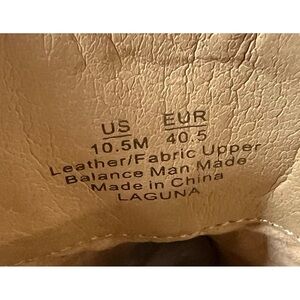 US EUR
10.5M 40.5
Leather/Fabric Upper
Balance Man Made
Made in China
LAGUNA